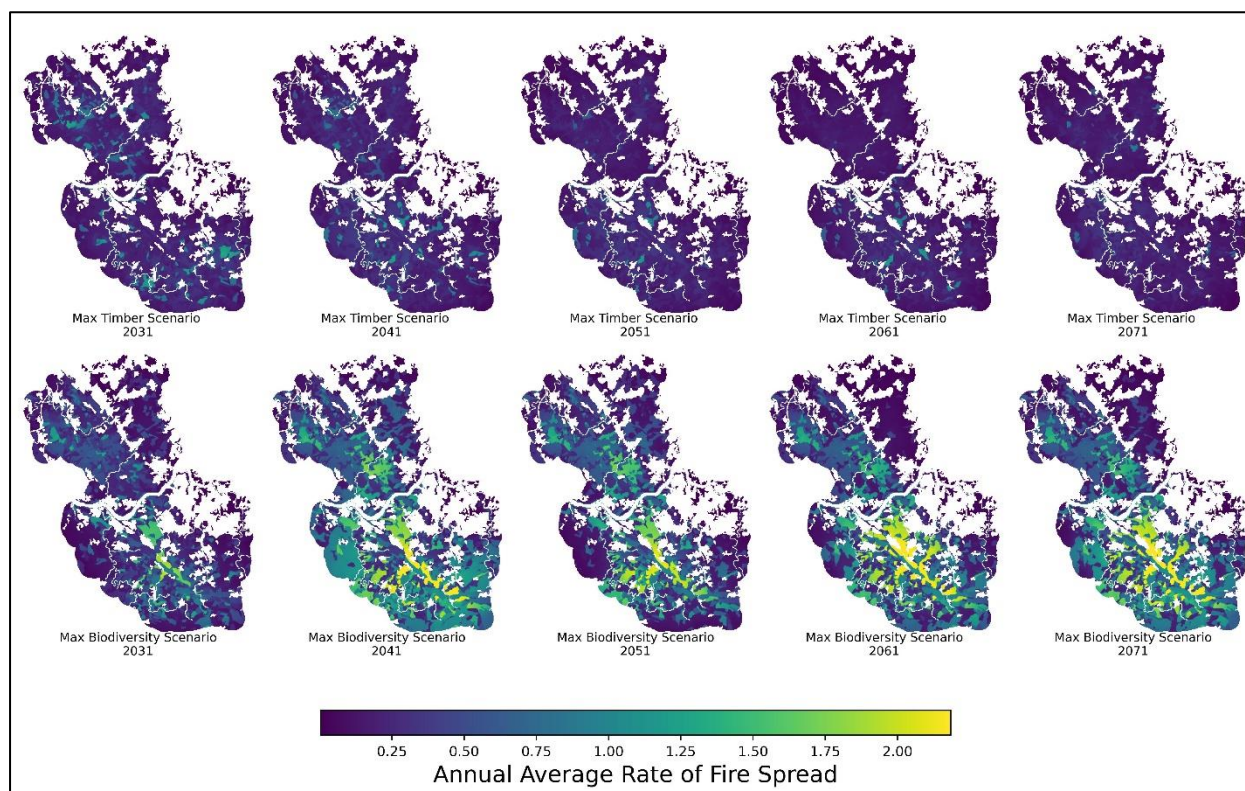 Max Timber Scenario
2031
Max Timber Scenario
2041
Max Timber Scenario
2051
Max Timber Scenario
2061
Max Timber Scenario
2071
Max Biodiversity Scenario
2031
Max Biodiversity Scenario
2041
Max Biodiversity Scenario
2051
Max Biodiversity Scenario
2061
Max Biodiversity Scenario
2071
0.25 0.50 0.75 1.00 1.25 1.50 1.75 2.00
Annual Average Rate of Fire Spread